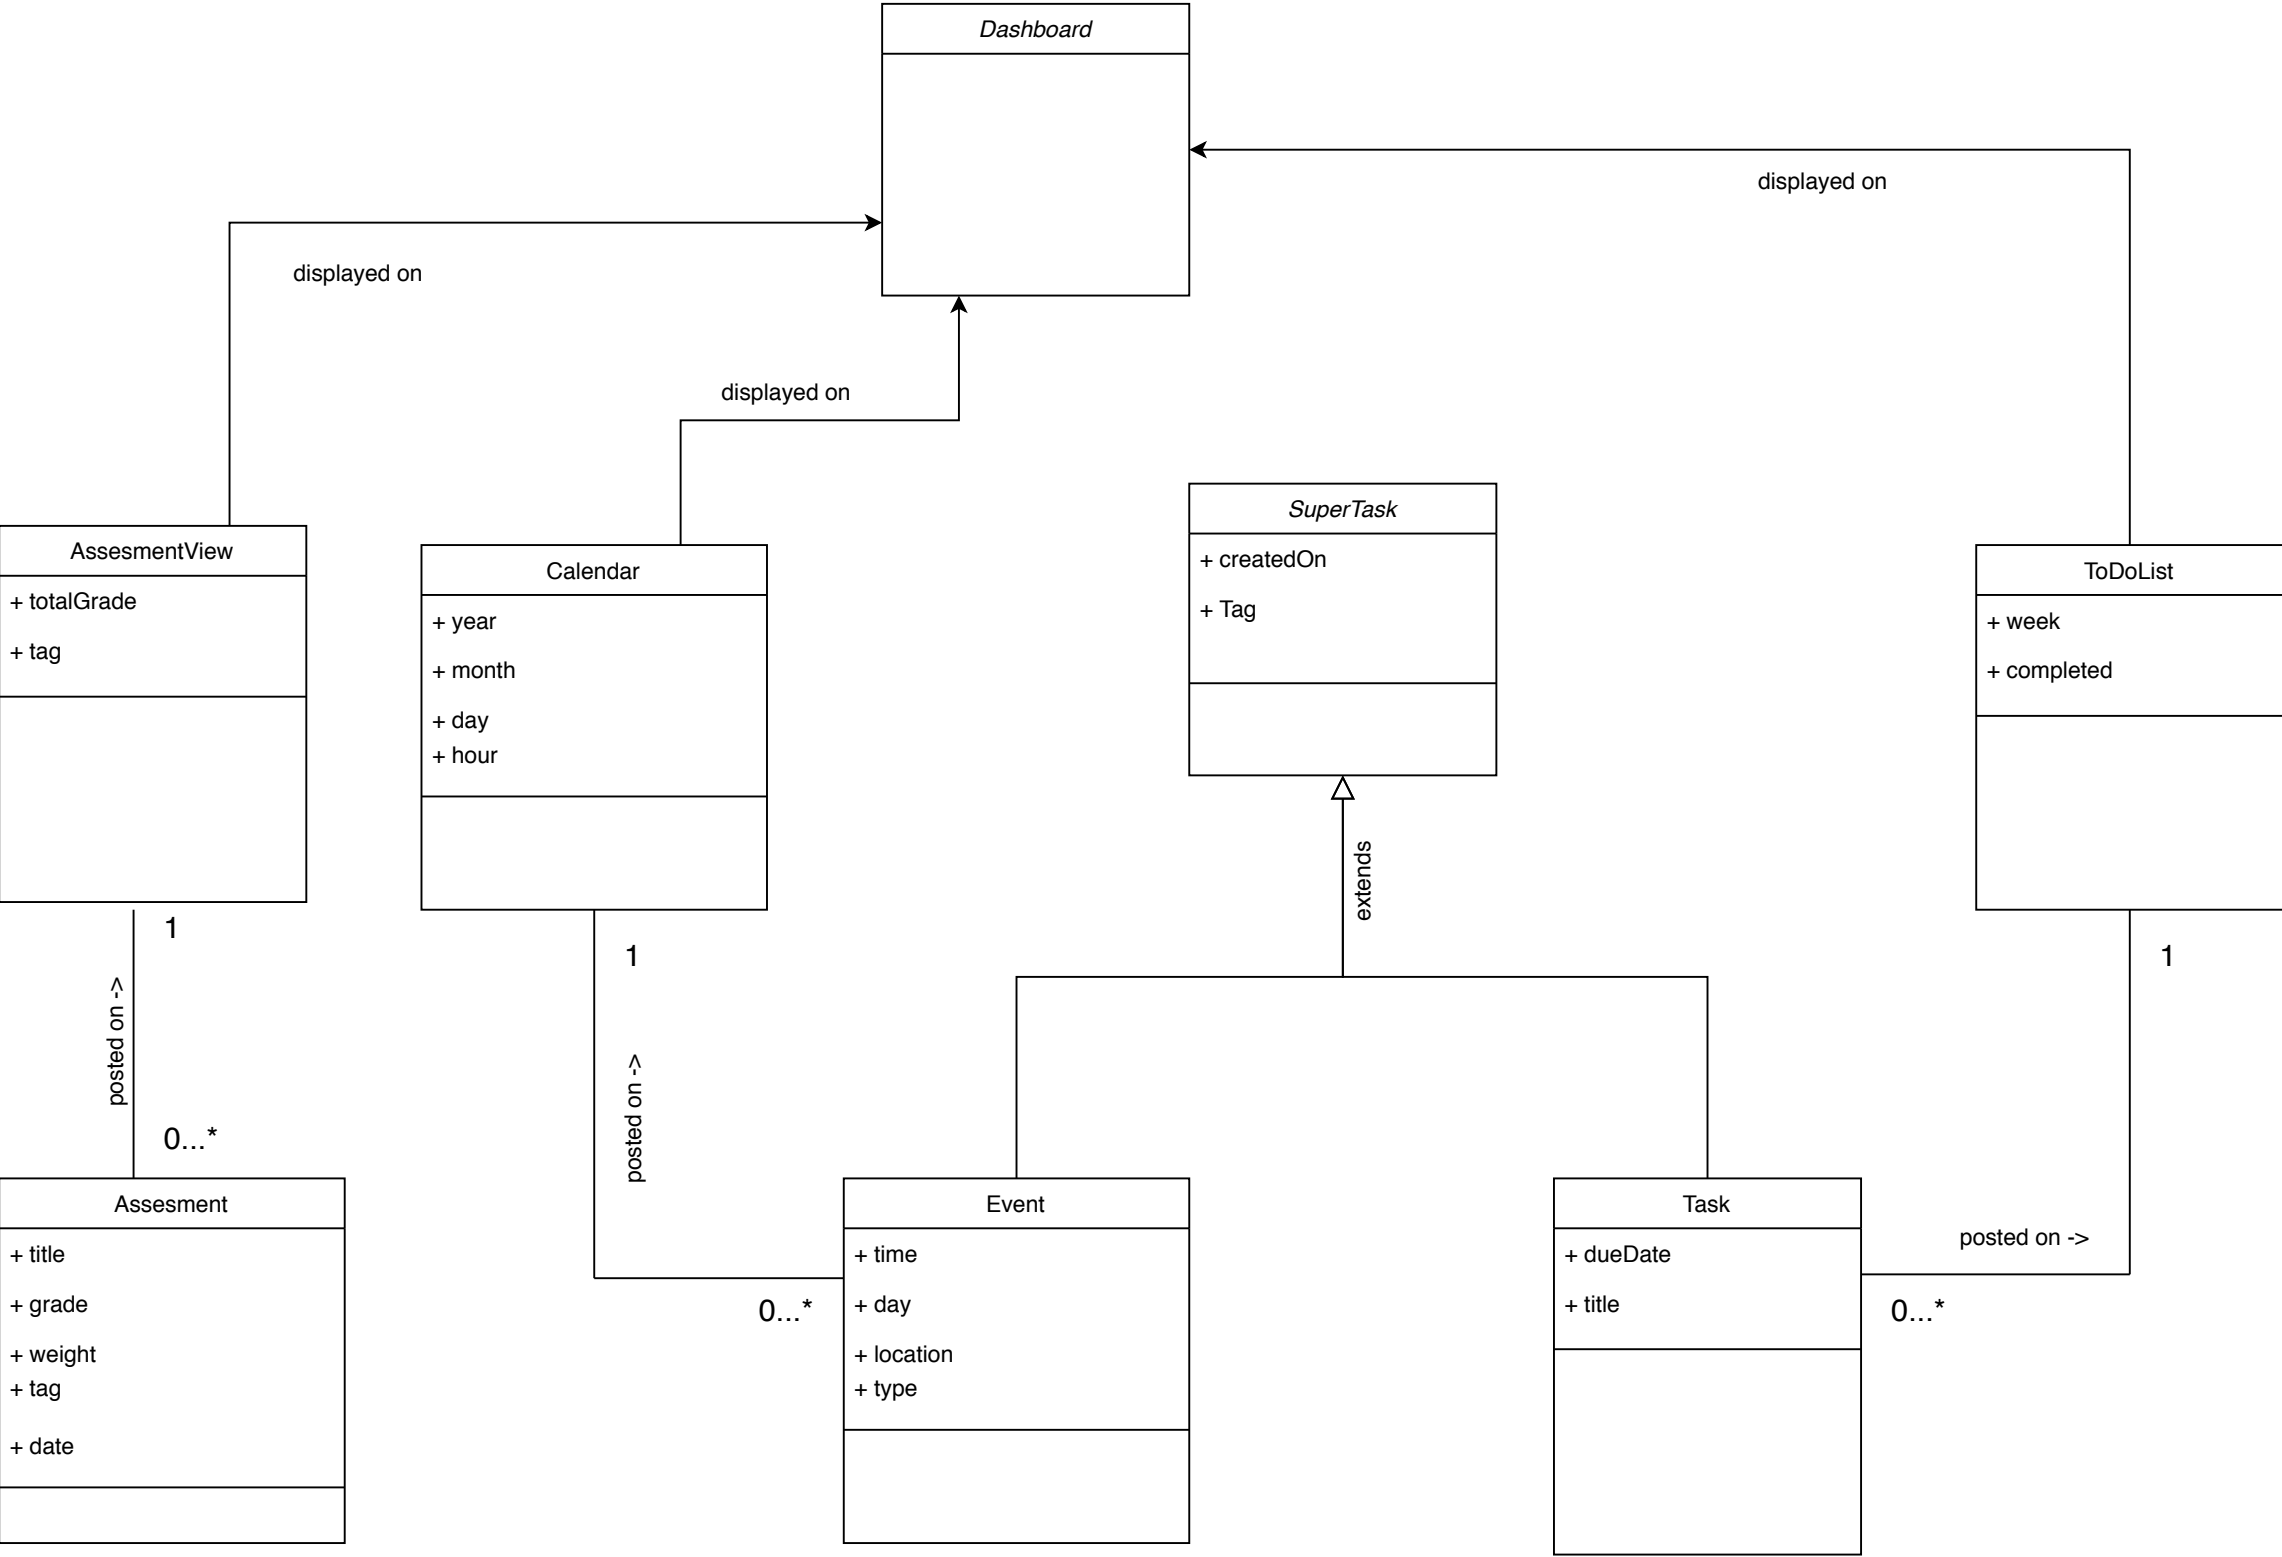 Dashboard
displayed on
displayed on
displayed on
SuperTask
+ createdOn
+ Tag
AssesmentView
+ totalGrade
+ tag
Calendar
+ year
+ month
+ day
+ hour
ToDoList
+ week
+ completed
extends
1
1
1
posted on ->
posted on ->
0...*
Assesment
+ title
+ grade
+ weight
+ tag
+ date
0...*
Event
+ time
+ day
+ location
+ type
Task
+ dueDate
+ title
posted on ->
0...*